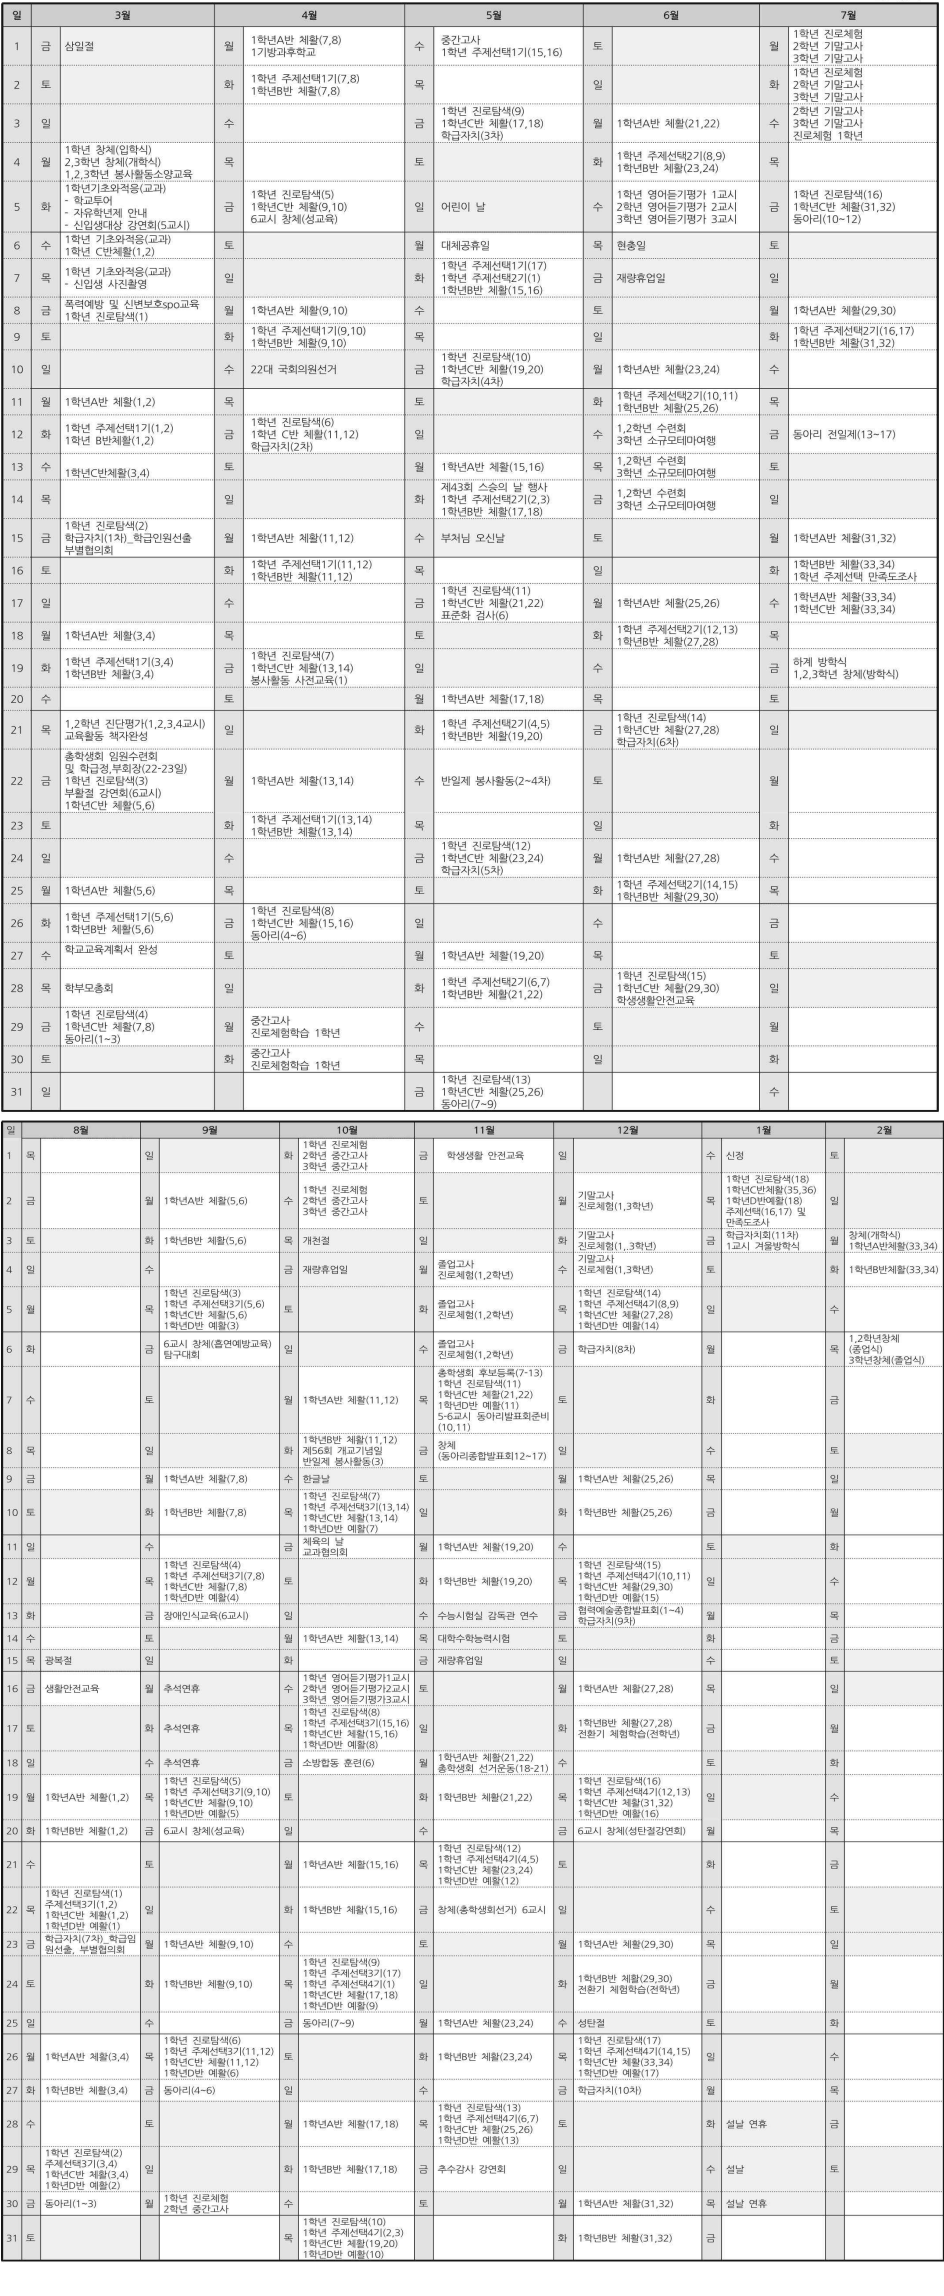 일 3월 4월 5월 6월 7월
1 금 삼일절 월 1학년A반 체활(7,8) 1기방과후학교 수 중간고사 1학년 주제선택1기(15,16) 토 월 1학년 진로체험 2학년 기말고사 3학년 기말고사
2 토 화 1학년 주제선택1기(7,8) 1학년B반 체활(7,8) 목 일 화 1학년 진로체험 2학년 기말고사 3학년 기말고사
3 일 수 금 1학년 진로탐색(9) 1학년C반 체활(17,18) 학급자치(3차) 월 1학년A반 체활(21,22) 수 2학년 기말고사 3학년 기말고사 진로체험 1학년
4 월 1학년 창체(입학식) 2,3학년 창체(개학식) 1,2,3학년 봉사활동소양교육 목 토 화 1학년 주제선택2기(8,9) 1학년B반 체활(23,24) 목
5 화 1학년기초와적응(교과) - 학교투어 - 자유학년제 안내 - 신입생대상 강연회(5교시) 금 1학년 진로탐색(5) 1학년C반 체활(9,10) 6교시 창체(성교육) 일 어린이 날 수 1학년 영어듣기평가 1교시 2학년 영어듣기평가 2교시 3학년 영어듣기평가 3교시 금 1학년 진로탐색(16) 1학년C반 체활(31,32) 동아리(10~12)
6 수 1학년 기초와적응(교과) 1학년 C반체활(1,2) 토 월 대체공휴일 목 현충일 토
7 목 1학년 기초와적응(교과) - 신입생 사진촬영 일 화 1학년 주제선택1기(17) 1학년 주제선택2기(1) 1학년B반 체활(15,16) 금 재량휴업일 일
8 금 폭력예방 및 신변보호spo교육 1학년 진로탐색(1) 월 1학년A반 체활(9,10) 수 토 월 1학년A반 체활(29,30)
9 토 화 1학년 주제선택1기(9,10) 1학년B반 체활(9,10) 목 일 화 1학년 주제선택2기(16,17) 1학년B반 체활(31,32)
10 일 수 22대 국회의원선거 금 1학년 진로탐색(10) 1학년C반 체활(19,20) 학급자치(4차) 월 1학년A반 체활(23,24) 수
11 월 1학년A반 체활(1,2) 목 토 화 1학년 주제선택2기(10,11) 1학년B반 체활(25,26) 목
12 화 1학년 주제선택1기(1,2) 1학년 B반체활(1,2) 금 1학년 진로탐색(6) 1학년 C반 체활(11,12) 학급자치(2차) 일 수 1,2학년 수련회 3학년 소규모테마여행 금 동아리 전일제(13~17)
13 수 1학년C반체활(3,4) 토 월 1학년A반 체활(15,16) 목 1,2학년 수련회 3학년 소규모테마여행 토
14 목 일 화 제43회 스승의 날 행사 1학년 주제선택2기(2,3) 1학년B반 체활(17,18) 금 1,2학년 수련회 3학년 소규모테마여행 일
15 금 1학년 진로탐색(2) 학급자치(1차)_학급인원선출 부별협의회 월 1학년A반 체활(11,12) 수 부처님 오신날 토 월 1학년A반 체활(31,32)
16 토 화 1학년 주제선택1기(11,12) 1학년B반 체활(11,12) 목 일 화 1학년B반 체활(33,34) 1학년 주제선택 만족도조사
17 일 수 금 1학년 진로탐색(11) 1학년C반 체활(21,22) 표준화 검사(6) 월 1학년A반 체활(25,26) 수 1학년A반 체활(33,34) 1학년C반 체활(33,34)
18 월 1학년A반 체활(3,4) 목 토 화 1학년 주제선택2기(12,13) 1학년B반 체활(27,28) 목
19 화 1학년 주제선택1기(3,4) 1학년B반 체활(3,4) 금 1학년 진로탐색(7) 1학년C반 체활(13,14) 봉사활동 사전교육(1) 일 수 금 하계 방학식 1,2,3학년 창체(방학식)
20 수 토 월 1학년A반 체활(17,18) 목 토
21 목 1,2학년 진단평가(1,2,3,4교시) 교육활동 책자완성 일 화 1학년 주제선택2기(4,5) 1학년B반 체활(19,20) 금 1학년 진로탐색(14) 1학년C반 체활(27,28) 학급자치(6차) 일
22 금 총학생회 임원수련회 및 학급정,부회장(22-23일) 1학년 진로탐색(3) 부활절 강연회(6교시) 1학년C반 체활(5,6) 월 1학년A반 체활(13,14) 수 반일제 봉사활동(2~4차) 토 월
23 토 화 1학년 주제선택1기(13,14) 1학년B반 체활(13,14) 목 일 화
24 일 수 금 1학년 진로탐색(12) 1학년C반 체활(23,24) 학급자치(5차) 월 1학년A반 체활(27,28) 수
25 월 1학년A반 체활(5,6) 목 토 화 1학년 주제선택2기(14,15) 1학년B반 체활(29,30) 목
26 화 1학년 주제선택1기(5,6) 1학년B반 체활(5,6) 금 1학년 진로탐색(8) 1학년C반 체활(15,16) 동아리(4~6) 일 수 금
27 수 학교교육계획서 완성 토 월 1학년A반 체활(19,20) 목 토
28 목 학부모총회 일 화 1학년 주제선택2기(6,7) 1학년B반 체활(21,22) 금 1학년 진로탐색(15) 1학년C반 체활(29,30) 학생생활안전교육 일
29 금 1학년 진로탐색(4) 1학년C반 체활(7,8) 동아리(1~3) 월 중간고사 진로체험학습 1학년 수 토 월
30 토 화 중간고사 진로체험학습 1학년 목 일 화
31 일 금 1학년 진로탐색(13) 1학년C반 체활(25,26) 동아리(7~9) 수
일 8월 9월 10월 11월 12월 1월 2월
1 목 일 화 1학년 진로체험 2학년 중간고사 3학년 중간고사 금 학생생활 안전교육 일 수 신정 토
2 금 월 1학년A반 체활(5,6) 수 1학년 진로체험 2학년 중간고사 3학년 중간고사 토 월 기말고사 진로체험(1,3학년) 목 1학년 진로탐색(18) 1학년C반체활(35,36) 1학년D반예활(18) 주제선택(16,17) 및 만족도조사 일
3 토 화 1학년B반 체활(5,6) 목 개천절 일 화 기말고사 진로체험(1,.3학년) 금 학급자치회(11차) 1교시 겨울방학식 월 창체(개학식) 1학년A반체활(33,34)
4 일 수 금 재량휴업일 월 졸업고사 진로체험(1,2학년) 수 기말고사 진로체험(1,3학년) 토 화 1학년B반체활(33,34)
5 월 목 1학년 진로탐색(3) 1학년 주제선택3기(5,6) 1학년C반 체활(5,6) 1학년D반 예활(3) 토 화 졸업고사 진로체험(1,2학년) 목 1학년 진로탐색(14) 1학년 주제선택4기(8,9) 1학년C반 체활(27,28) 1학년D반 예활(14) 일 수
6 화 금 6교시 창체(흡연예방교육) 탐구대회 일 수 졸업고사 진로체험(1,2학년) 금 학급자치(8차) 월 목 1,2학년창체 (종업식) 3학년창체(졸업식)
7 수 토 월 1학년A반 체활(11,12) 목 총학생회 후보등록(7-13) 1학년 진로탐색(11) 1학년C반 체활(21,22) 1학년D반 예활(11) 5-6교시 동아리발표회준비 (10,11) 토 화 금
8 목 일 화 1학년B반 체활(11,12) 제56회 개교기념일 반일제 봉사활동(3) 금 창체 (동아리종합발표회12~17) 일 수 토
9 금 월 1학년A반 체활(7,8) 수 한글날 토 월 1학년A반 체활(25,26) 목 일
10 토 화 1학년B반 체활(7,8) 목 1학년 진로탐색(7) 1학년 주제선택3기(13,14) 1학년C반 체활(13,14) 1학년D반 예활(7) 일 화 1학년B반 체활(25,26) 금 월
11 일 수 금 체육의 날 교과협의회 월 1학년A반 체활(19,20) 수 토 화
12 월 목 1학년 진로탐색(4) 1학년 주제선택3기(7,8) 1학년C반 체활(7,8) 1학년D반 예활(4) 토 화 1학년B반 체활(19,20) 목 1학년 진로탐색(15) 1학년 주제선택4기(10,11) 1학년C반 체활(29,30) 1학년D반 예활(15) 일 수
13 화 금 장애인식교육(6교시) 일 수 수능시험실 감독관 연수 금 협력예술종합발표회(1~4) 학급자치(9차) 월 목
14 수 토 월 1학년A반 체활(13,14) 목 대학수학능력시험 토 화 금
15 목 광복절 일 화 금 재량휴업일 일 수 토
16 금 생활안전교육 월 추석연휴 수 1학년 영어듣기평가1교시 2학년 영어듣기평가2교시 3학년 영어듣기평가3교시 토 월 1학년A반 체활(27,28) 목 일
17 토 화 추석연휴 목 1학년 진로탐색(8) 1학년 주제선택3기(15,16) 1학년C반 체활(15,16) 1학년D반 예활(8) 일 화 1학년B반 체활(27,28) 전환기 체험학습(전학년) 금 월
18 일 수 추석연휴 금 소방합동 훈련(6) 월 1학년A반 체활(21,22) 총학생회 선거운동(18-21) 수 토 화
19 월 1학년A반 체활(1,2) 목 1학년 진로탐색(5) 1학년 주제선택3기(9,10) 1학년C반 체활(9,10) 1학년D반 예활(5) 토 화 1학년B반 체활(21,22) 목 1학년 진로탐색(16) 1학년 주제선택4기(12,13) 1학년C반 체활(31,32) 1학년D반 예활(16) 일 수
20 화 1학년B반 체활(1,2) 금 6교시 창체(성교육) 일 수 금 6교시 창체(성탄절강연회) 월 목
21 수 토 월 1학년A반 체활(15,16) 목 1학년 진로탐색(12) 1학년 주제선택4기(4,5) 1학년C반 체활(23,24) 1학년D반 예활(12) 토 화 금
22 목 1학년 진로탐색(1) 주제선택3기(1,2) 1학년C반 체활(1,2) 1학년D반 예활(1) 일 화 1학년B반 체활(15,16) 금 창체(총학생회선거) 6교시 일 수 토
23 금 학급자치(7차)_학급임원선출, 부별협의회 월 1학년A반 체활(9,10) 수 토 월 1학년A반 체활(29,30) 목 일
24 토 화 1학년B반 체활(9,10) 목 1학년 진로탐색(9) 1학년 주제선택3기(17) 1학년 주제선택4기(1) 1학년C반 체활(17,18) 1학년D반 예활(9) 일 화 1학년B반 체활(29,30) 전환기 체험학습(전학년) 금 월
25 일 수 금 동아리(7~9) 월 1학년A반 체활(23,24) 수 성탄절 토 화
26 월 1학년A반 체활(3,4) 목 1학년 진로탐색(6) 1학년 주제선택3기(11,12) 1학년C반 체활(11,12) 1학년D반 예활(6) 토 화 1학년B반 체활(23,24) 목 1학년 진로탐색(17) 1학년 주제선택4기(14,15) 1학년C반 체활(33,34) 1학년D반 예활(17) 일 수
27 화 1학년B반 체활(3,4) 금 동아리(4~6) 일 수 금 학급자치(10차) 월 목
28 수 토 월 1학년A반 체활(17,18) 목 1학년 진로탐색(13) 1학년 주제선택4기(6,7) 1학년C반 체활(25,26) 1학년D반 예활(13) 토 화 설날 연휴 금
29 목 1학년 진로탐색(2) 주제선택3기(3,4) 1학년C반 체활(3,4) 1학년D반 예활(2) 일 화 1학년B반 체활(17,18) 금 추수감사 강연회 일 수 설날 토
30 금 동아리(1~3) 월 1학년 진로체험 2학년 중간고사 수 토 월 1학년A반 체활(31,32) 목 설날 연휴
31 토 목 1학년 진로탐색(10) 1학년 주제선택4기(2,3) 1학년C반 체활(19,20) 1학년D반 예활(10) 화 1학년B반 체활(31,32) 금